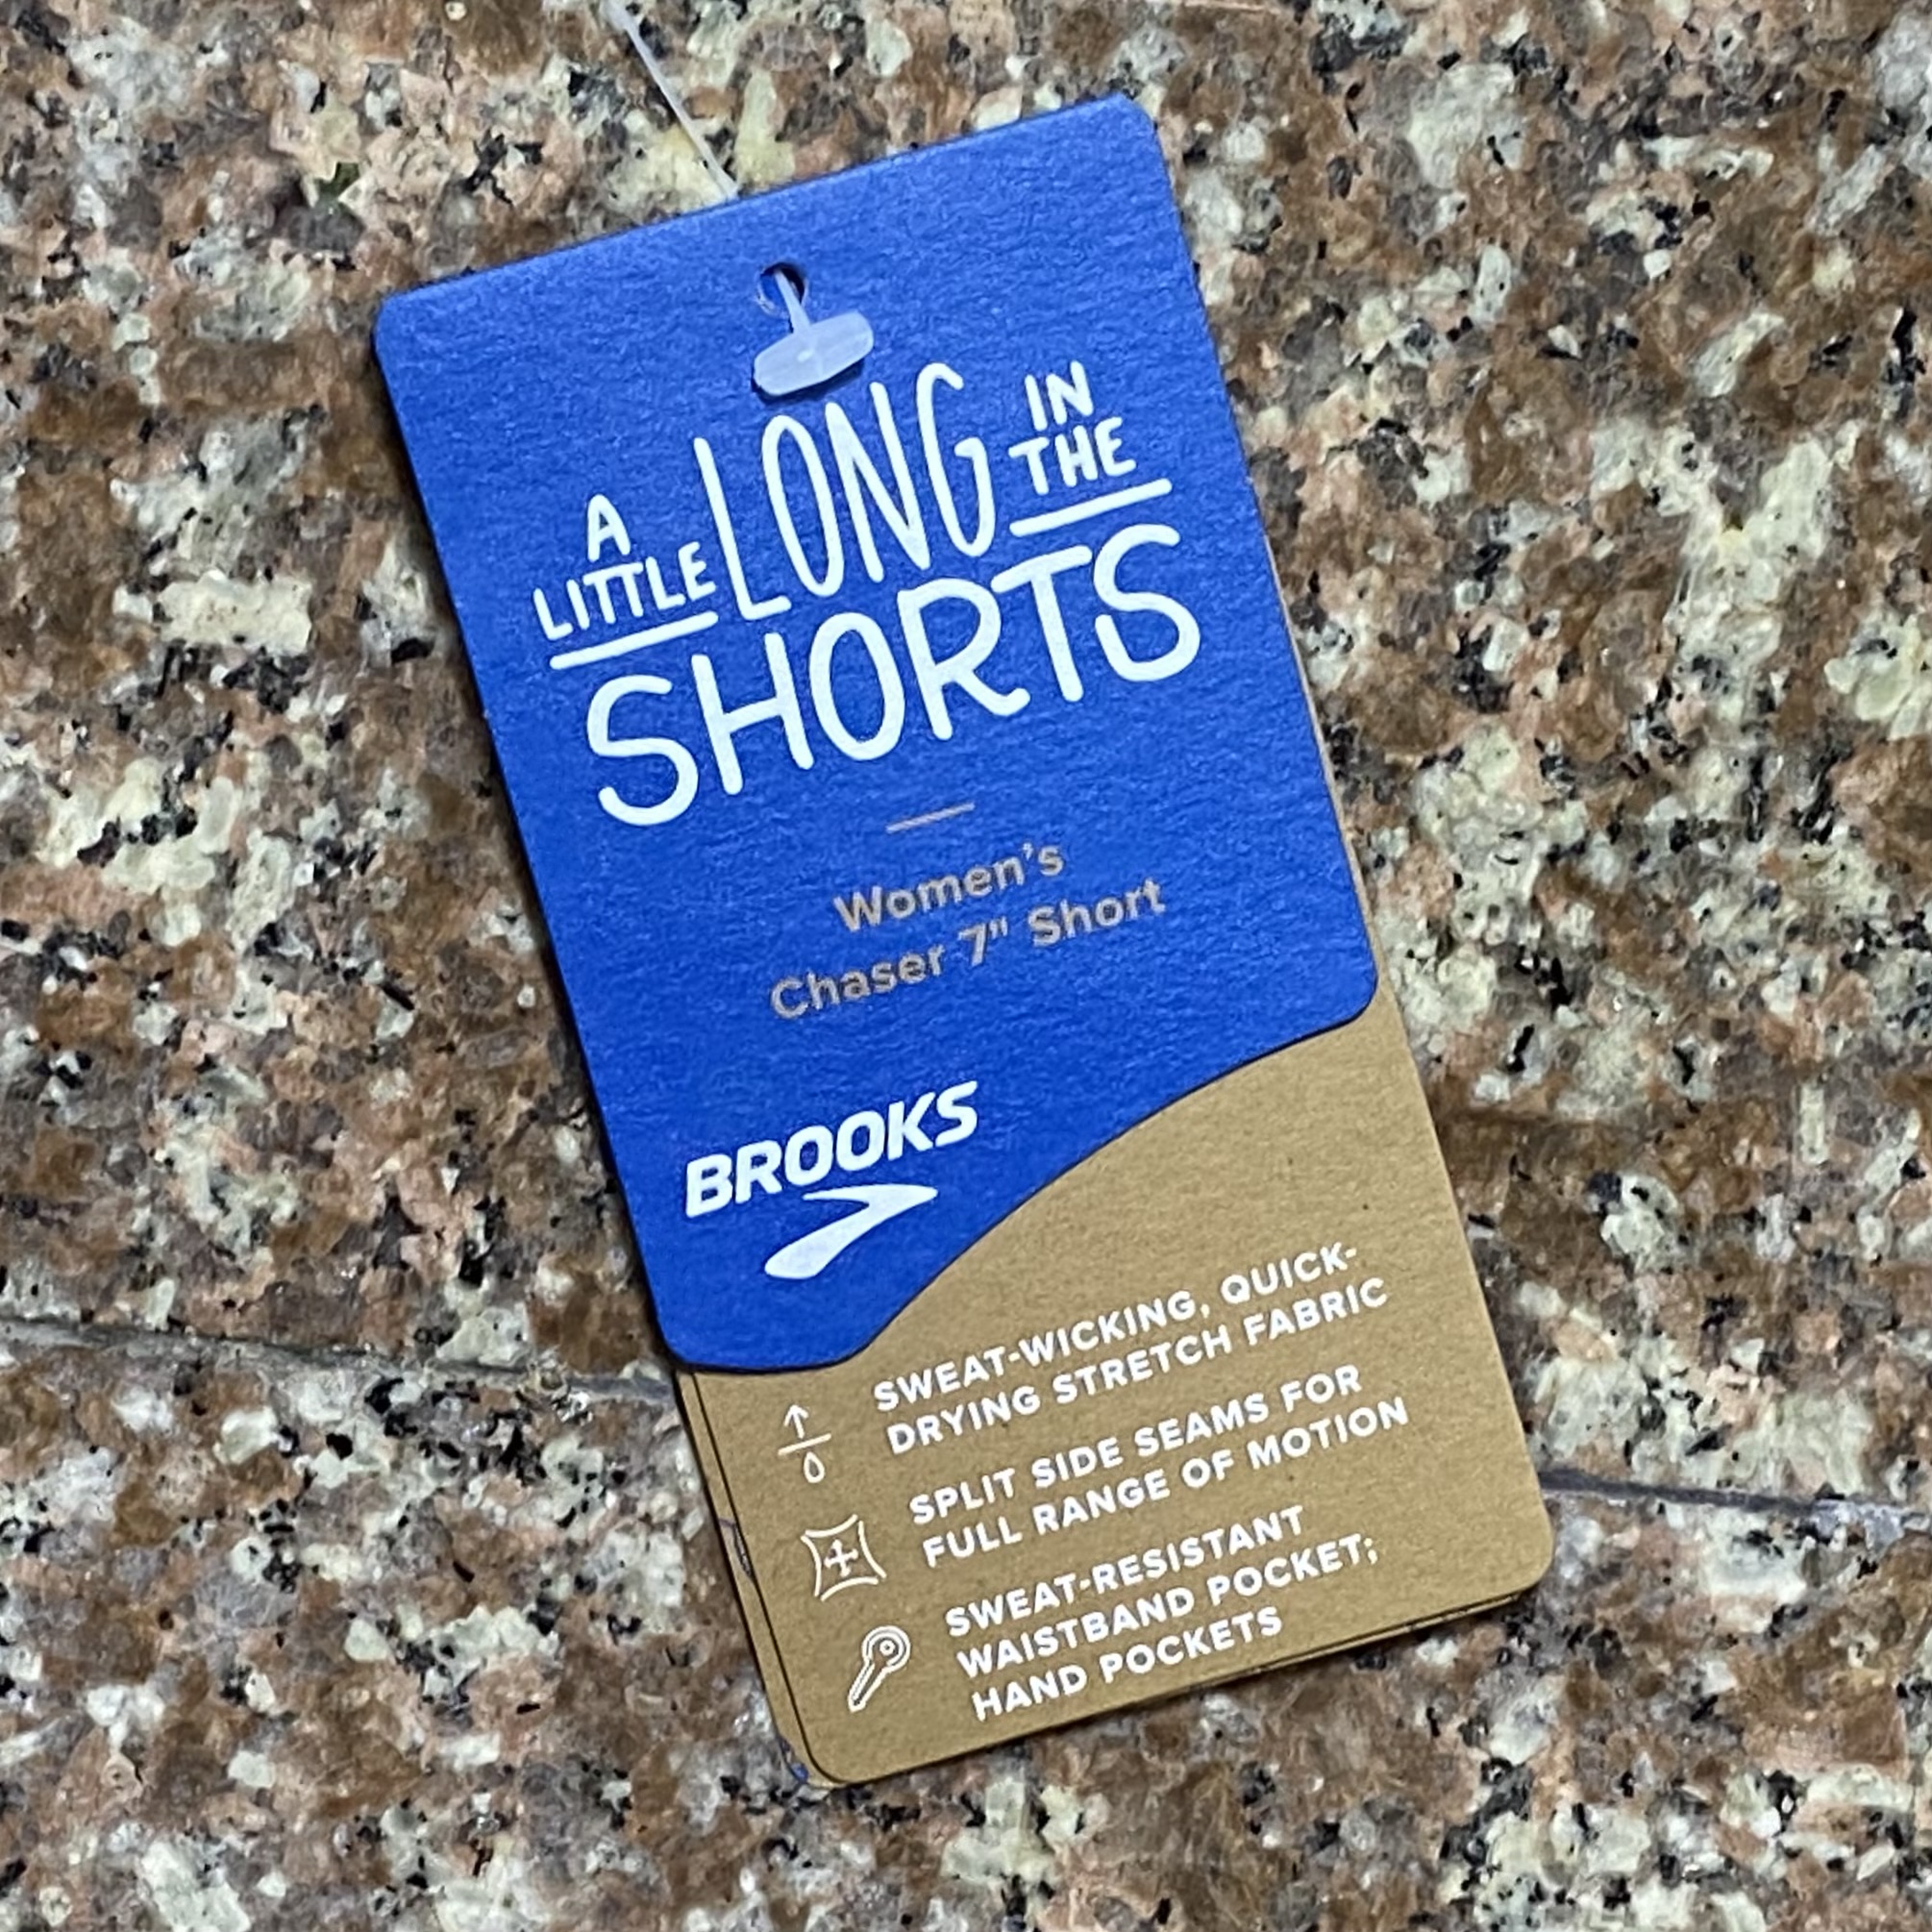 A LITTLE LONG IN THE
SHORTS
Women's
Chaser 7" Short
BROOKS
SWEAT-WICKING, QUICK-
DRYING STRETCH FABRIC
SPLIT SIDE SEAMS FOR
FULL RANGE OF MOTION
SWEAT-RESISTANT
WAISTBAND POCKET;
HAND POCKETS